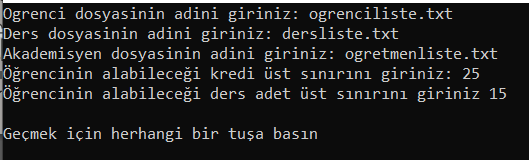 Ogrenci dosyasinin adini giriniz: ogrenciliste.txt
Ders dosyasinin adini giriniz: dersliste.txt
Akademisyen dosyasinin adini giriniz: ogretmenliste.txt
Öğrencinin alabileceği kredi üst sınırını giriniz: 25
Öğrencinin alabileceği ders adet üst sınırını giriniz 15
Geçmek için herhangi bir tuşa basın